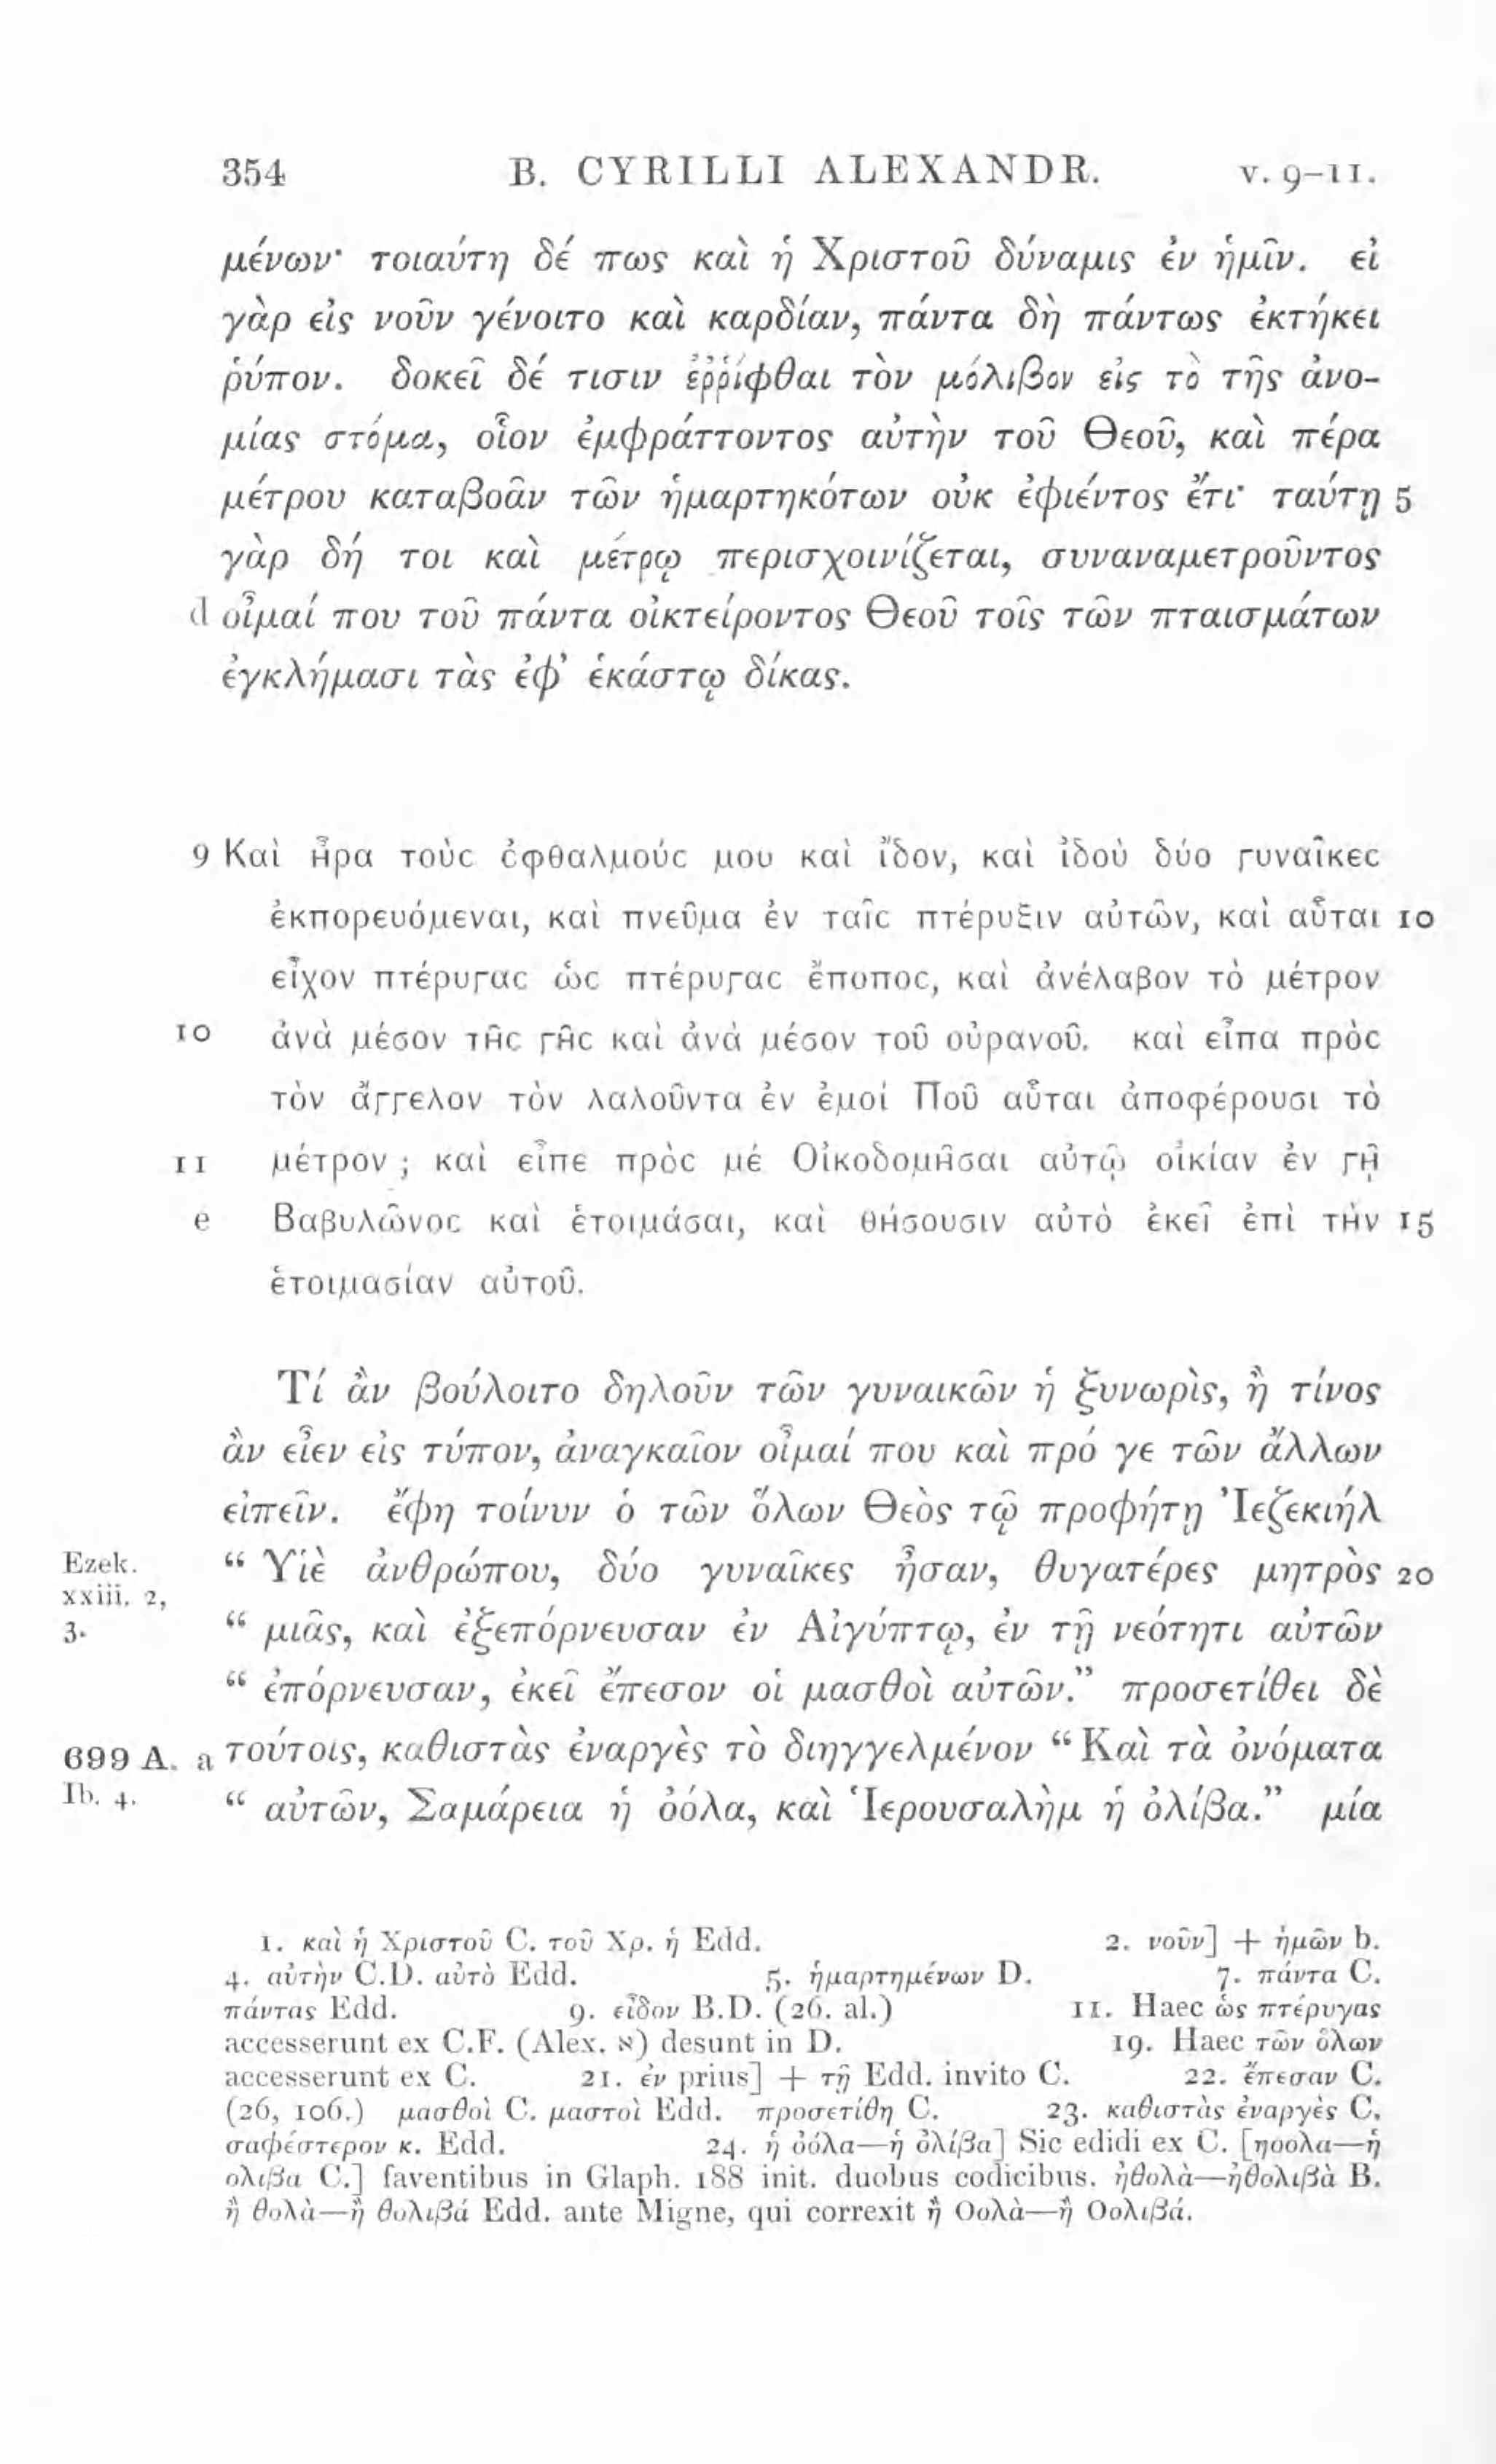 354 B. CYRILLI ALEXANDR. v. 9-11.
μένων· τοιαύτη δέ πως καὶ ἡ Χριστοῦ δύναμις ἐν ἡμῖν. εἰ
γὰρ εἰς νοῦν γένοιτο καὶ καρδίαν, πάντα δὴ πάντως ἐκτήκει
ῥύπον. δοκεῖ δέ τισιν ἐῤῥίφθαι τὸν μόλιβον εἰς τὸ τῆς ἀνο-
μίας στόμα, οἷον ἐμφράττοντος αὐτὴν τοῦ Θεοῦ, καὶ πέρα
μέτρου καταβοᾶν τῶν ἡμαρτηκότων οὐκ ἐφιέντος ἔτι· ταύτῃ 5
γὰρ δή τοι καὶ μέτρῳ περισχοινίζεται, συναναμετροῦντος
d οἶμαί που τοῦ πάντα οἰκτείροντος Θεοῦ τοῖς τῶν πταισμάτων
ἐγκλήμασι τὰς ἐφ’ ἑκάστῳ δίκας.
9 Καὶ ἦρα τοὺς ὀφθαλμούς μου καὶ ἴδον, καὶ ἰδοὺ δύο γυναῖκες
ἐκπορευόμεναι, καὶ πνεῦμα ἐν ταῖς πτέρυξιν αὐτῶν, καὶ αὗται 10
εἶχον πτέρυγας ὡς πτέρυγας ἔποπος, καὶ ἀνέλαβον τὸ μέτρον
10 ἀνὰ μέσον τῆς γῆς καὶ ἀνὰ μέσον τοῦ οὐρανοῦ. καὶ εἶπα πρὸς
τὸν ἄγγελον τὸν λαλοῦντα ἐν ἐμοί Ποῦ αὗται ἀποφέρουσι τὸ
11 μέτρον ; καὶ εἶπε πρὸς μέ Οἰκοδομῆσαι αὐτῷ οἰκίαν ἐν γῇ
e Βαβυλῶνος καὶ ἑτοιμάσαι, καὶ θήσουσιν αὐτὸ ἐκεῖ ἐπὶ τὴν 15
ἑτοιμασίαν αὐτοῦ.
Τί ἂν βούλοιτο δηλοῦν τῶν γυναικῶν ἡ ξυνωρὶς, ἢ τίνος
ἂν εἶεν εἰς τύπον, ἀναγκαῖον οἶμαί που καὶ πρό γε τῶν ἄλλων
εἰπεῖν. ἔφη τοίνυν ὁ τῶν ὅλων Θεὸς τῷ προφήτῃ Ἰεζεκιήλ
Ezek. xxiii. 2, 3. “ Υἱὲ ἀνθρώπου, δύο γυναῖκες ἦσαν, θυγατέρες μητρὸς 20
“ μιᾶς, καὶ ἐξεπόρνευσαν ἐν Αἰγύπτῳ, ἐν τῇ νεότητι αὐτῶν
“ ἐπόρνευσαν, ἐκεῖ ἔπεσον οἱ μασθοὶ αὐτῶν.” προσετίθει δὲ
699 A. a τούτοις, καθιστὰς ἐναργὲς τὸ διηγγελμένον “ Καὶ τὰ ὀνόματα
Ib. 4. “ αὐτῶν, Σαμάρεια ἡ ὀόλα, καὶ Ἱερουσαλὴμ ἡ ὀλίβα.” μία
1. καὶ ἡ Χριστοῦ C. τοῦ Χρ. ἡ Edd. 2. νοῦν] + ἡμῶν b.
4. αὐτὴν C.D. αὐτὸ Edd. 5. ἡμαρτημένων D. 7. πάντα C.
πάντας Edd. 9. εἶδον B.D. (26. al.) 11. Haec ὡς πτέρυγας
accesserunt ex C.F. (Alex. א) desunt in D. 19. Haec τῶν ὅλων
accesserunt ex C. 21. ἐν prius] + τῇ Edd. invito C. 22. ἔπεσαν C.
(26, 106.) μασθοὶ C. μαστοὶ Edd. προσετίθη C. 23. καθιστὰς ἐναργὲς C.
σαφέστερον κ. Edd. 24. ἡ ὀόλα—ἡ ὀλίβα] Sic edidi ex C. [ηοολα—ἡ
ολιβα C.] faventibus in Glaph. 188 init. duobus codicibus. ἠθολὰ—ἠθολιβὰ B.
ἢ θολὰ—ἢ θολιβά Edd. ante Migne, qui correxit ἢ Οολὰ—ἢ Οολιβά.